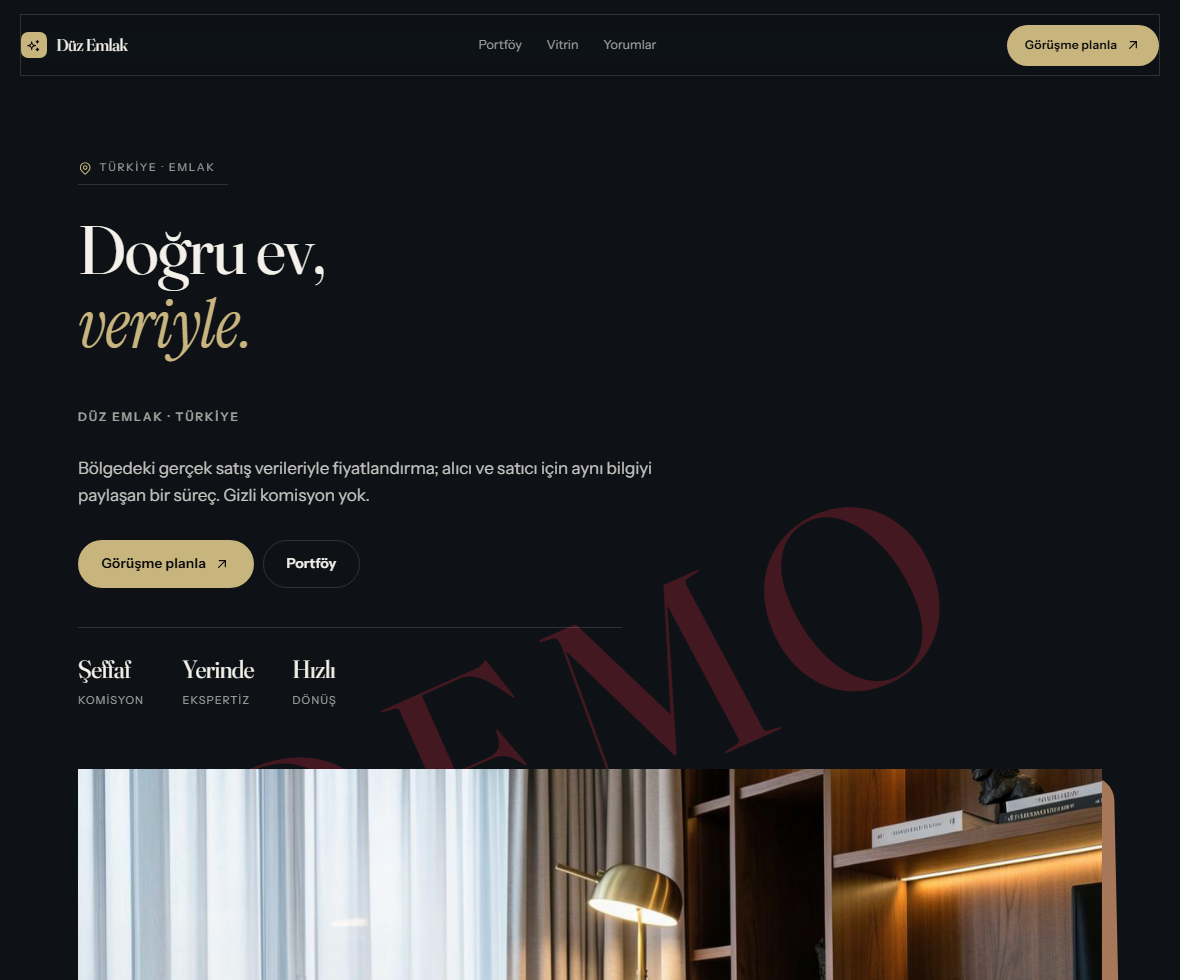 Düz Emlak
Portföy
Vitrin
Yorumlar
Görüşme planla
TÜRKİYE · EMLAK
Doğru ev,
veriyle.
DÜZ EMLAK · TÜRKİYE
Bölgedeki gerçek satış verileriyle fiyatlandırma; alıcı ve satıcı için aynı bilgiyi
paylaşan bir süreç. Gizli komisyon yok.
Görüşme planla
Portföy
Şeffaf
KOMİSYON
Yerinde
EKSPERTİZ
Hızlı
DÖNÜŞ
DEMO